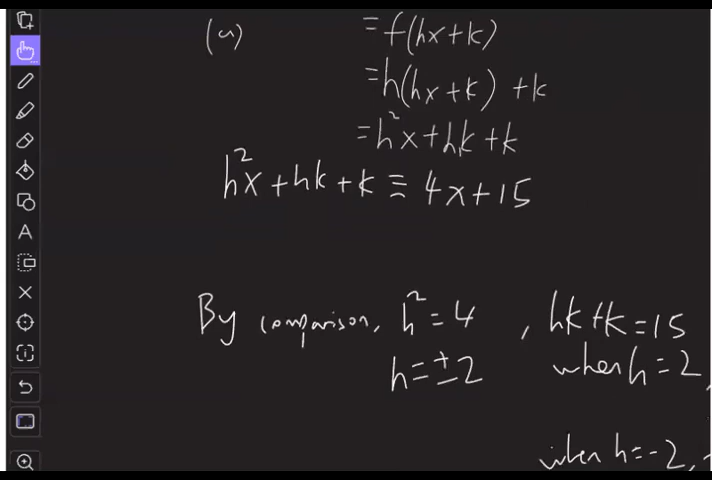 (a) = f(hx+k)
= h(hx+k) + k
= h²x + hk + k
h²x + hk + k ≡ 4x + 15
By comparison, h² = 4 , hk + k = 15
h = ±2 when h = 2,
when h = -2,